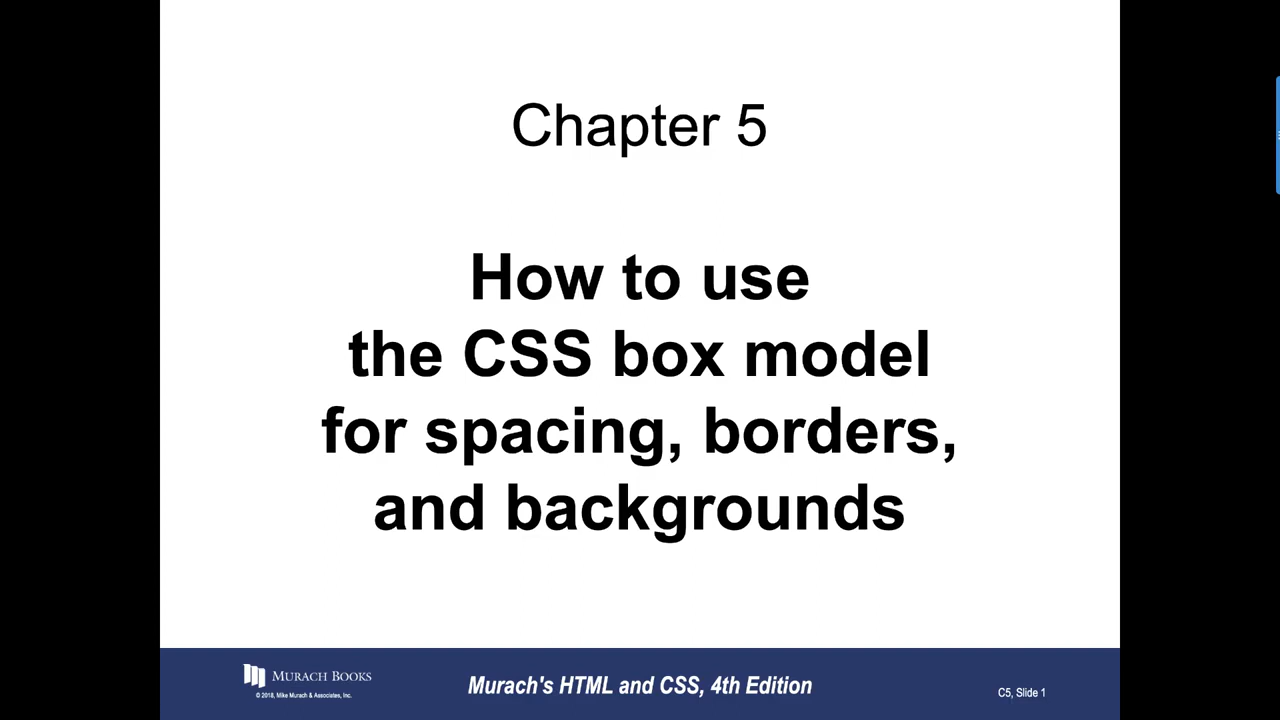 Chapter 5
How to use
the CSS box model
for spacing, borders,
and backgrounds
MURACH BOOKS
© 2018, Mike Murach & Associates, Inc.
Murach's HTML and CSS, 4th Edition
C5, Slide 1